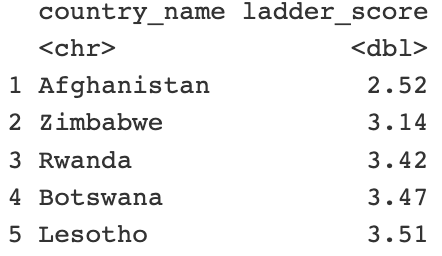 country_name ladder_score
<chr> <dbl>
1 Afghanistan 2.52
2 Zimbabwe 3.14
3 Rwanda 3.42
4 Botswana 3.47
5 Lesotho 3.51